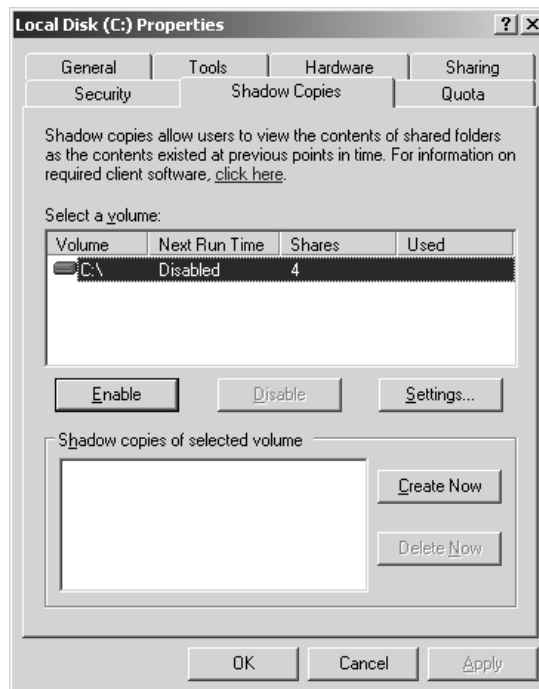 Local Disk (C:) Properties ? ×
General Tools Hardware Sharing
Security Shadow Copies Quota
Shadow copies allow users to view the contents of shared folders
as the contents existed at previous points in time. For information on
required client software, click here.
Select a volume:
Volume Next Run Time Shares Used
C:\ Disabled 4
Enable Disable Settings...
Shadow copies of selected volume
Create Now
Delete Now
OK Cancel Apply